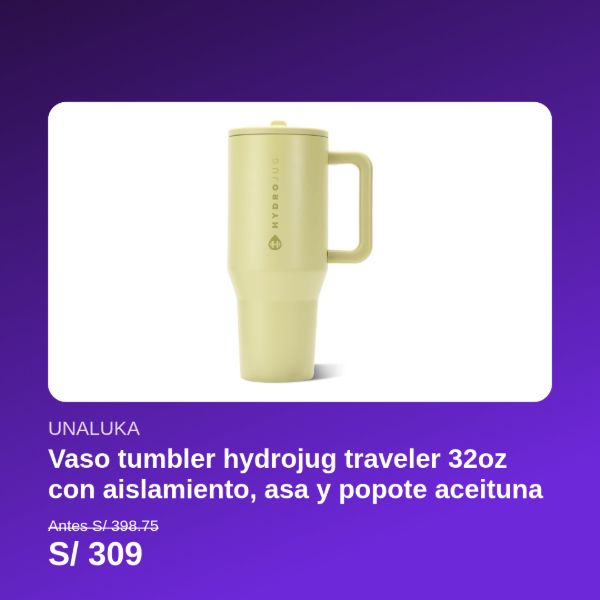 HYDROJUG
UNALUKA
Vaso tumbler hydrojug traveler 32oz
con aislamiento, asa y popote aceituna
Antes S/ 398.75
S/ 309